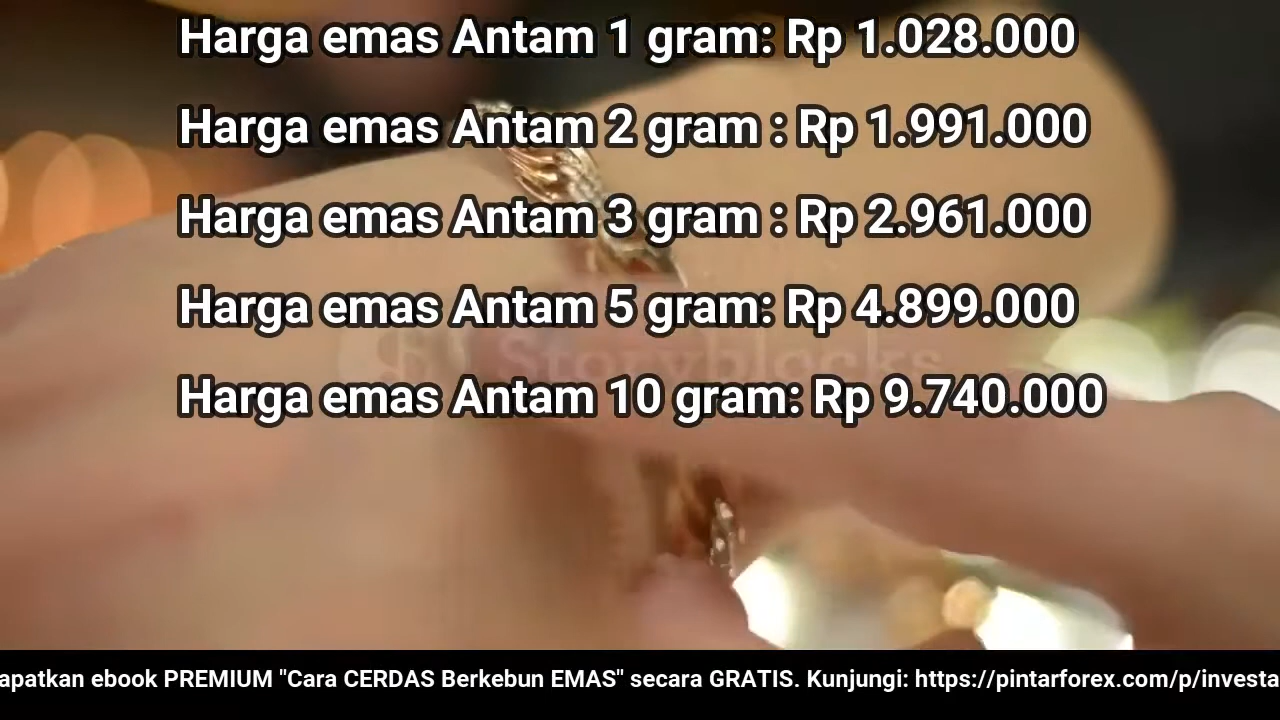 Harga emas Antam 1 gram: Rp 1.028.000
Harga emas Antam 2 gram : Rp 1.991.000
Harga emas Antam 3 gram : Rp 2.961.000
Harga emas Antam 5 gram: Rp 4.899.000
Storyblocks
Harga emas Antam 10 gram: Rp 9.740.000
apatkan ebook PREMIUM "Cara CERDAS Berkebun EMAS" secara GRATIS. Kunjungi: https://pintarforex.com/p/investa